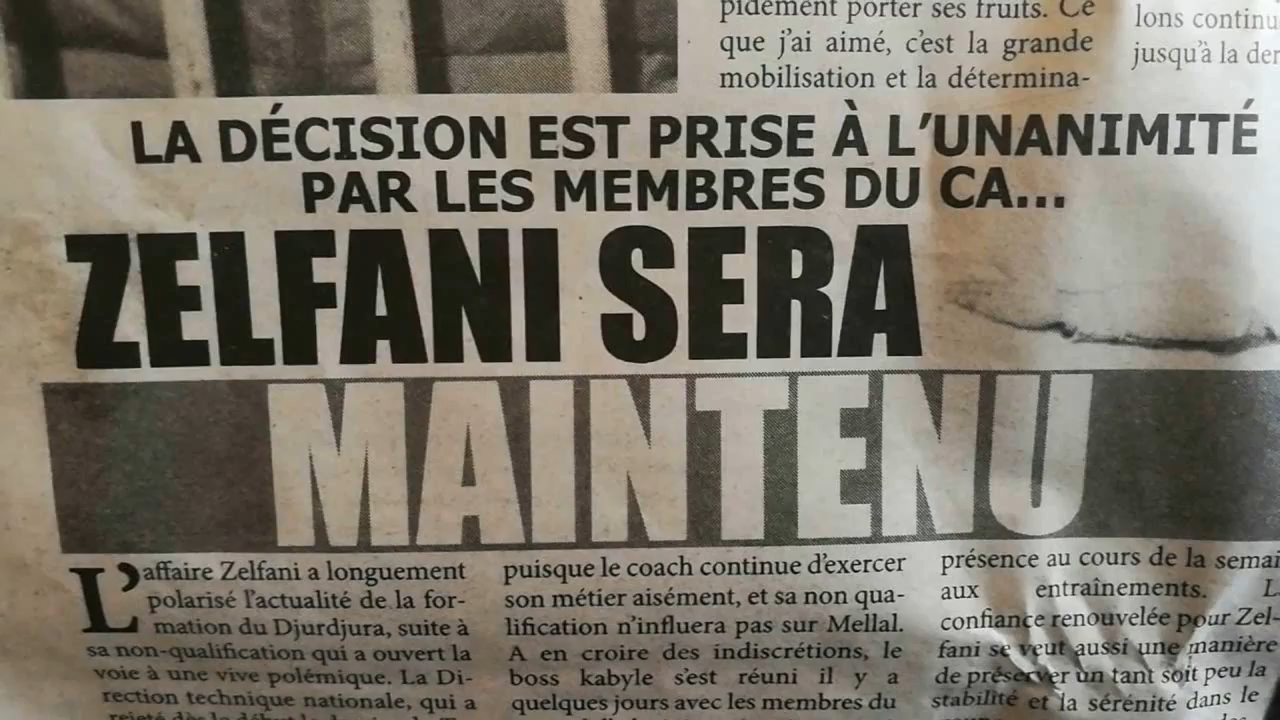 pidement porter ses fruits. Ce
que j'ai aimé, c'est la grande
mobilisation et la détermina-
lons continu
jusqu'à la der
LA DÉCISION EST PRISE À L'UNANIMITÉ
PAR LES MEMBRES DU CA...
ZELFANI SERA
MAINTENU
L'affaire Zelfani a longuement
polarisé l'actualité de la for-
mation du Djurdjura, suite à
sa non-qualification qui a ouvert la
voie à une vive polémique. La Di-
rection technique nationale, qui a
puisque le coach continue d'exercer
son métier aisément, et sa non qua-
lification n'influera pas sur Mellal.
A en croire des indiscrétions, le
boss kabyle s'est réuni il y a
quelques jours avec les membres du
présence au cours de la semai
aux entraînements. L
confiance renouvelée pour Zel-
fani se veut aussi une manière
de préserver un tant soit peu la
stabilité et la sérénité dans le